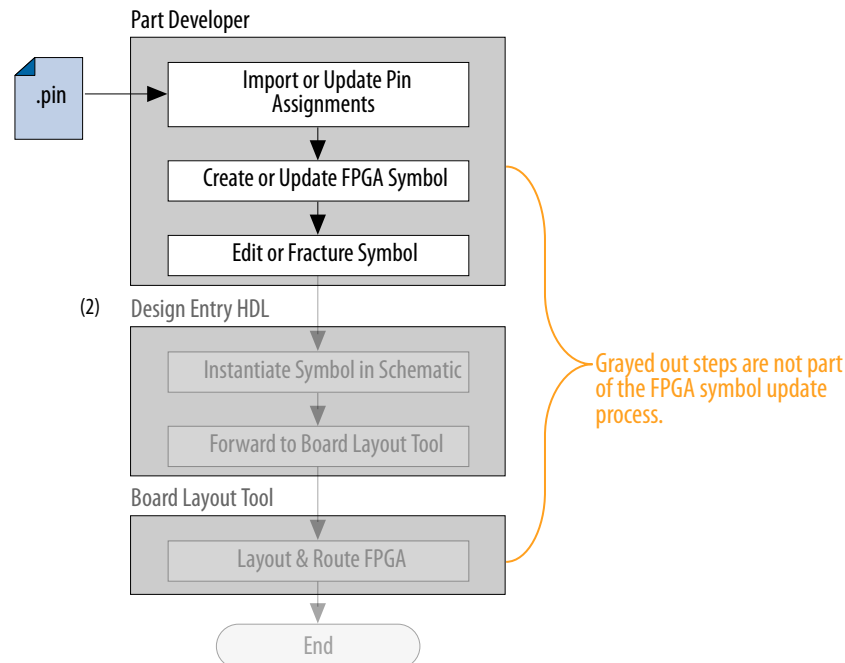 Part Developer
.pin
Import or Update Pin
Assignments
Create or Update FPGA Symbol
Edit or Fracture Symbol
(2)
Design Entry HDL
Instantiate Symbol in Schematic
Grayed out steps are not part
of the FPGA symbol update
process.
Forward to Board Layout Tool
Board Layout Tool
Layout & Route FPGA
End